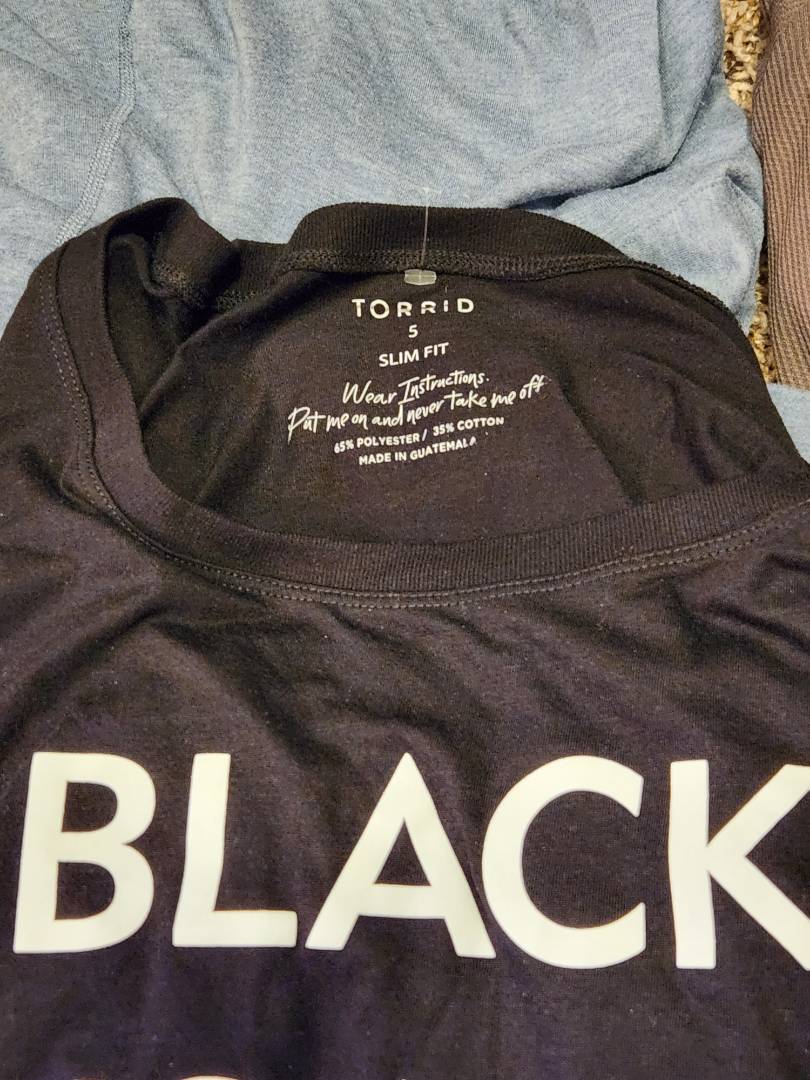 TORRID
5
SLIM FIT
Wear Instructions.
Put me on and never take me off
65% POLYESTER / 35% COTTON
MADE IN GUATEMALA
BLACK